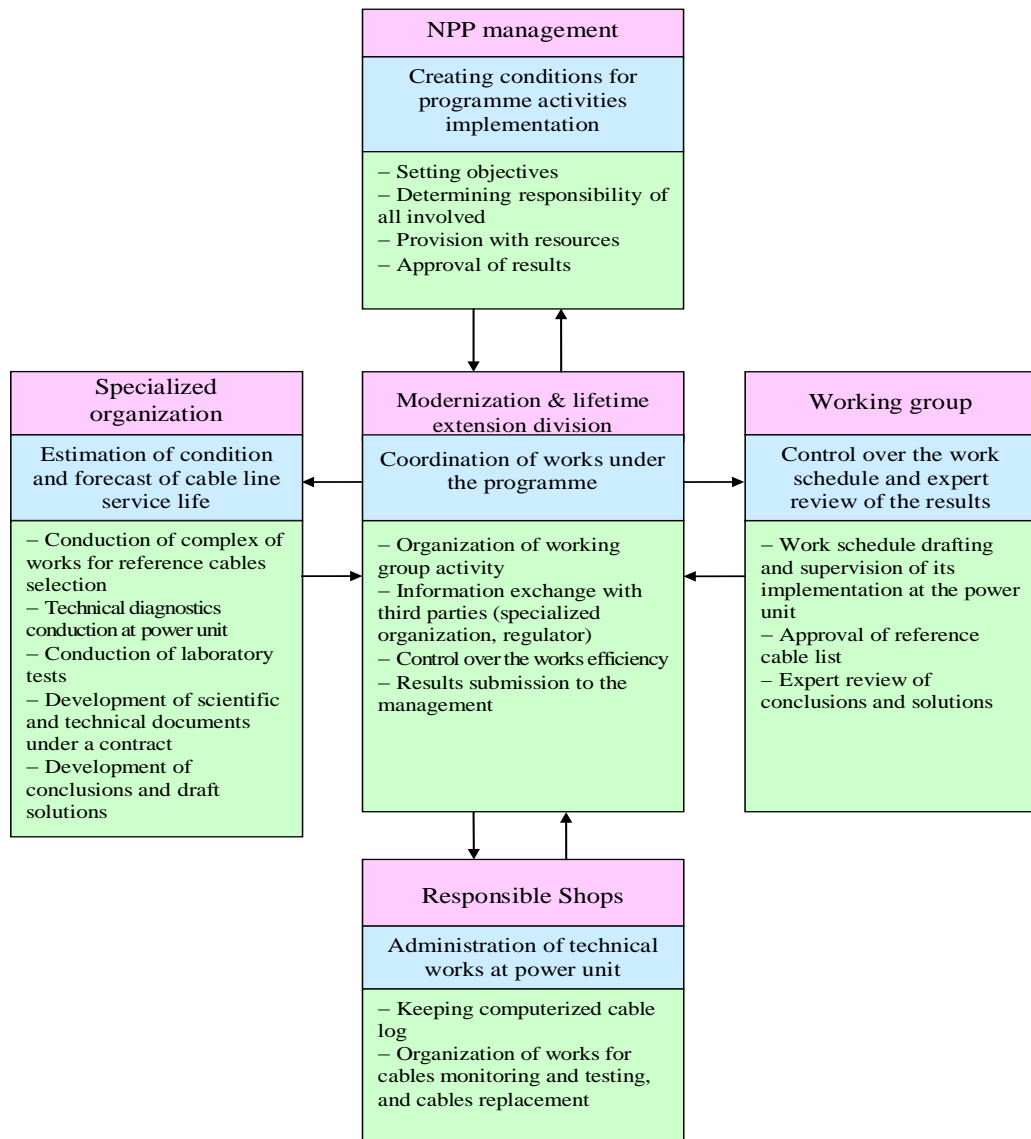 NPP management
Creating conditions for
programme activities
implementation
– Setting objectives
– Determining responsibility of
all involved
– Provision with resources
– Approval of results
Specialized
organization
Estimation of condition
and forecast of cable line
service life
– Conduction of complex of
works for reference cables
selection
– Technical diagnostics
conduction at power unit
– Conduction of laboratory
tests
– Development of scientific
and technical documents
under a contract
– Development of
conclusions and draft
solutions
Modernization & lifetime
extension division
Coordination of works under
the programme
– Organization of working
group activity
– Information exchange with
third parties (specialized
organization, regulator)
– Control over the works efficiency
– Results submission to the
management
Working group
Control over the work
schedule and expert
review of the results
– Work schedule drafting
and supervision of its
implementation at the power
unit
– Approval of reference
cable list
– Expert review of
conclusions and solutions
Responsible Shops
Administration of technical
works at power unit
– Keeping computerized cable
log
– Organization of works for
cables monitoring and testing,
and cables replacement